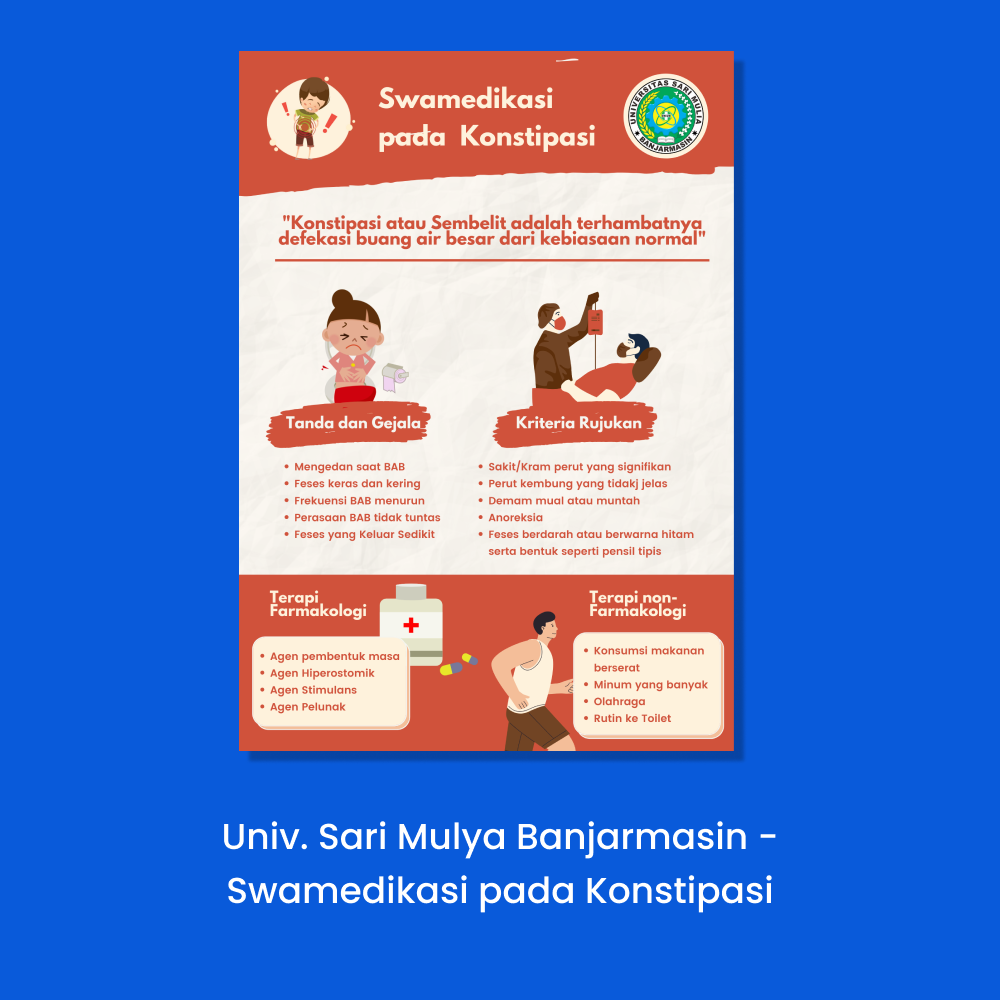 Swamedikasi
pada Konstipasi
UNIVERSITAS SARI MULIA
BANJARMASIN
"Konstipasi atau Sembelit adalah terhambatnya
defekasi buang air besar dari kebiasaan normal"
Tanda dan Gejala
• Mengedan saat BAB
• Feses keras dan kering
• Frekuensi BAB menurun
• Perasaan BAB tidak tuntas
• Feses yang Keluar Sedikit
Kriteria Rujukan
• Sakit/Kram perut yang signifikan
• Perut kembung yang tidakj jelas
• Demam mual atau muntah
• Anoreksia
• Feses berdarah atau berwarna hitam
serta bentuk seperti pensil tipis
Terapi
Farmakologi
• Agen pembentuk masa
• Agen Hiperostomik
• Agen Stimulans
• Agen Pelunak
Terapi non-
Farmakologi
• Konsumsi makanan
berserat
• Minum yang banyak
• Olahraga
• Rutin ke Toilet
Univ. Sari Mulya Banjarmasin -
Swamedikasi pada Konstipasi